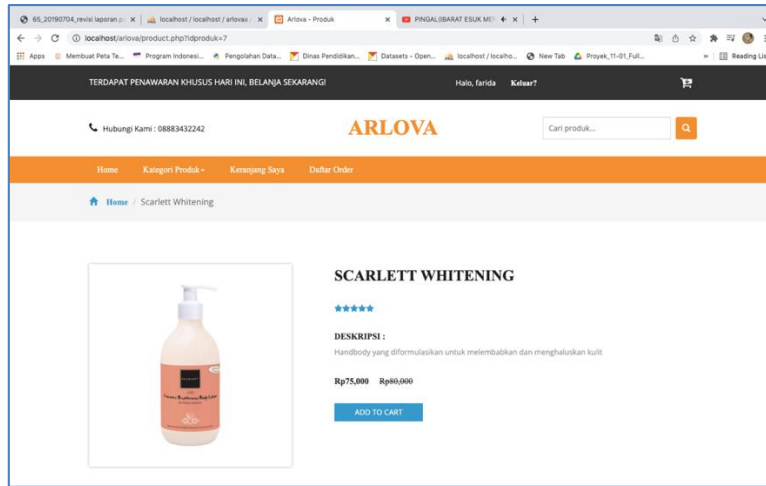 65_20190704_revisi laporan.p
localhost / localhost / arlovaa /
Arlova - Produk
PINGAL(IBARAT ESUK ME
localhost/arlova/product.php?idproduk=7
Apps
Membuat Peta Te...
Program Indonesi...
Pengolahan Data...
Dinas Pendidikan...
Datasets - Open...
localhost / localho...
New Tab
Proyek_11-01_Full...
Reading Lis
TERDAPAT PENAWARAN KHUSUS HARI INI, BELANJA SEKARANG!
Halo, farida Keluar?
Hubungi Kami : 08883432242
ARLOVA
Cari produk...
Home Kategori Produk Keranjang Saya Daftar Order
Home / Scarlett Whitening
SCARLETT WHITENING
DESKRIPSI :
Handbody yang diformulasikan untuk melembabkan dan menghaluskan kulit
Rp75,000 Rp80,000
ADD TO CART
SCARLETT